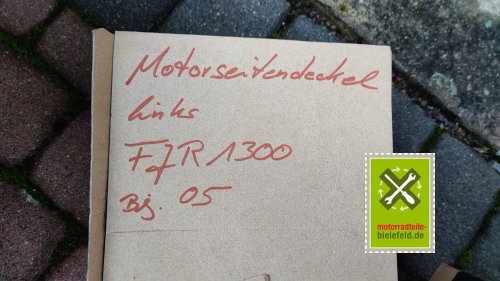 Motorseitendeckel
links
FJR 1300
Bj. 05
motorradteile-
bielefeld.de